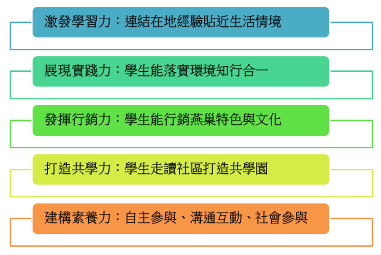 激發學習力：連結在地經驗貼近生活情境
展現實踐力：學生能落實環境知行合一
發揮行銷力：學生能行銷燕巢特色與文化
打造共學力：學生走讀社區打造共學園
建構素養力：自主參與、溝通互動、社會參與